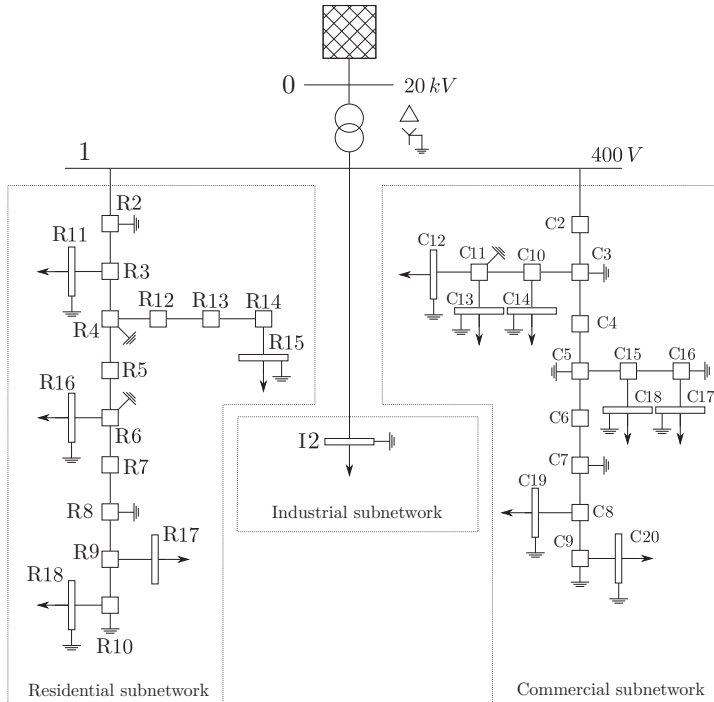 0
20 kV
1
400 V
R2
R11
R3
R12
R13
R14
R4
R15
R5
R16
R6
R7
R8
R17
R9
R18
R10
Residential subnetwork
I2
Industrial subnetwork
C2
C12
C11
C10
C3
C13
C14
C4
C5
C15
C16
C18
C17
C6
C7
C19
C8
C9
C20
Commercial subnetwork